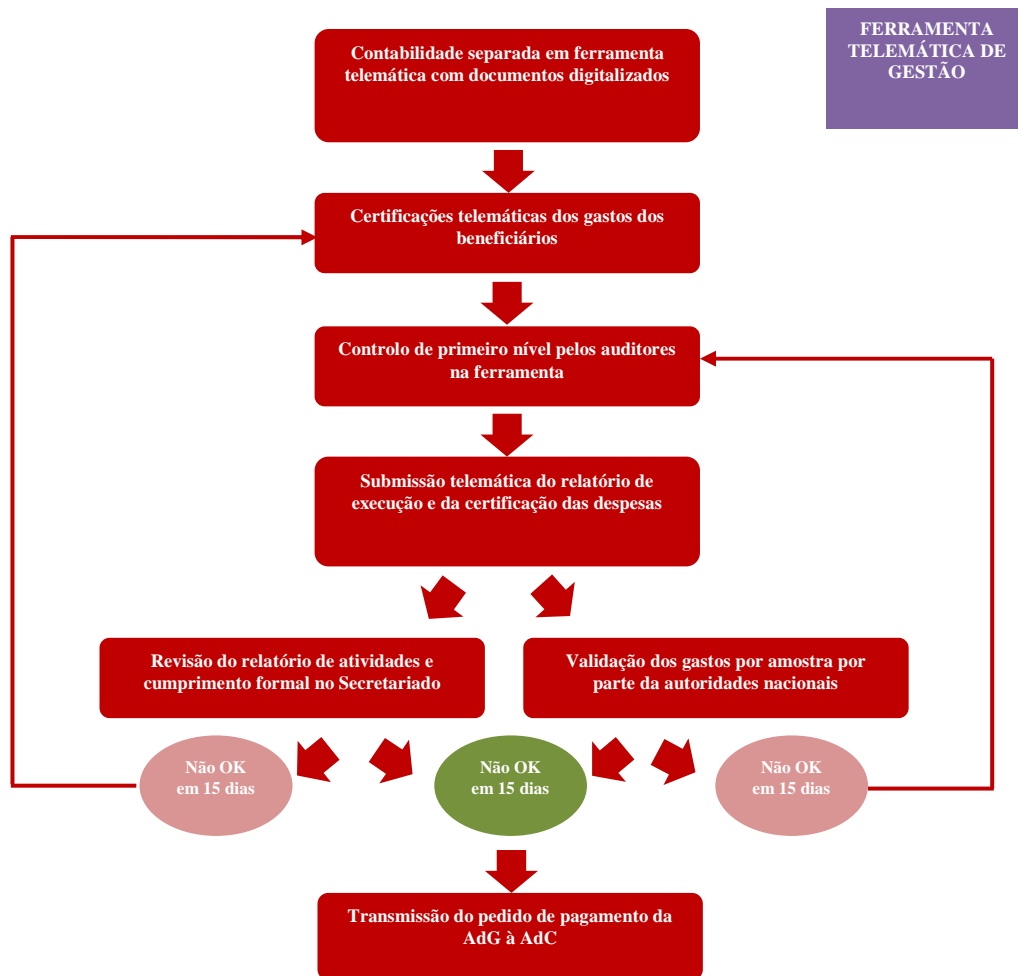 FERRAMENTA
TELEMÁTICA DE
GESTÃO
Contabilidade separada em ferramenta
telemática com documentos digitalizados
Certificações telemáticas dos gastos dos
beneficiários
Controlo de primeiro nível pelos auditores
na ferramenta
Submissão telemática do relatório de
execução e da certificação das despesas
Revisão do relatório de atividades e
cumprimento formal no Secretariado
Validação dos gastos por amostra por
parte da autoridades nacionais
Não OK
em 15 dias
Não OK
em 15 dias
Não OK
em 15 dias
Transmissão do pedido de pagamento da
AdG à AdC